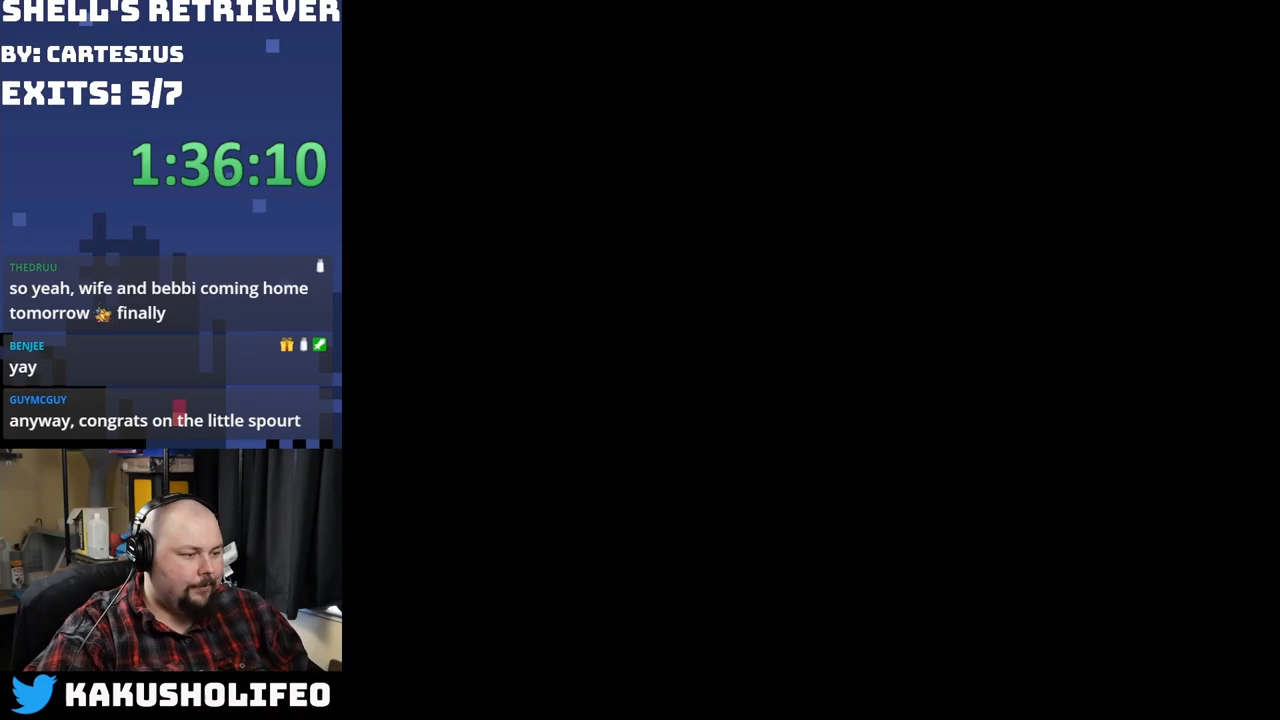 SHELL'S RETRIEVER
BY: CARTESIUS
EXITS: 5/7
1:36:10
THEDRUU
so yeah, wife and bebbi coming home
tomorrow finally
BENJEE
yay
GUYMCGUY
anyway, congrats on the little spourt
KAKUSHOLIFEO